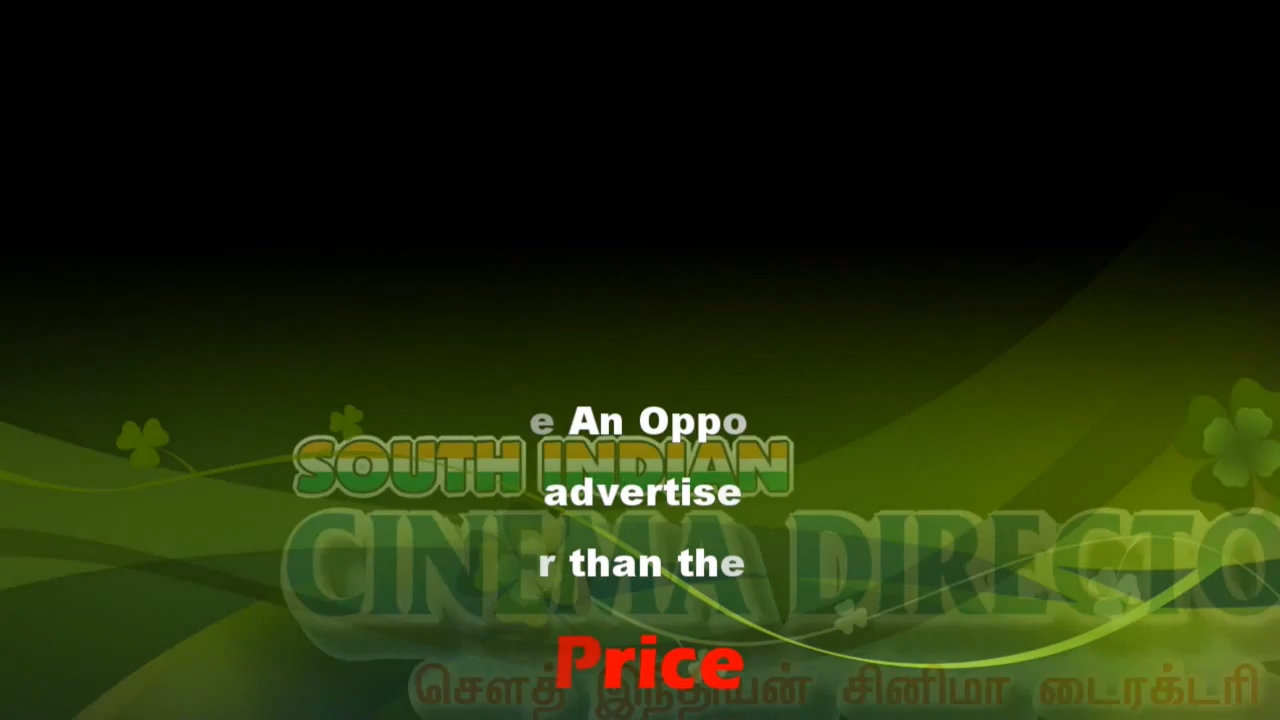 e An Oppo
SOUTH INDIAN
advertise
CINEMA DIRECTO
r than the
Price
சௌத் இந்தியன் சினிமா டைரக்டரி